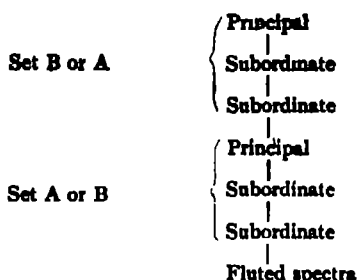 Principal
Set B or A Subordinate
Subordinate
Principal
Set A or B Subordinate
Subordinate
Fluted spectra